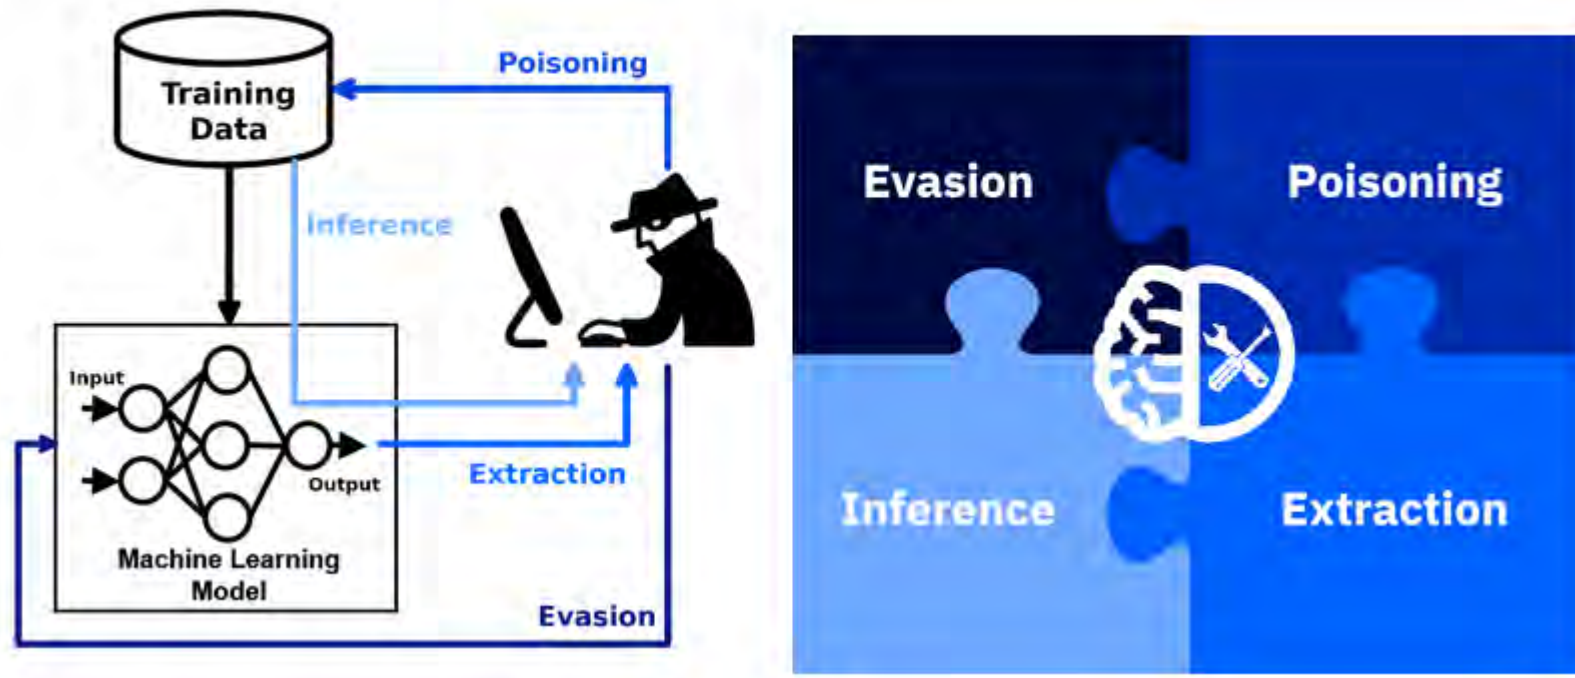 Poisoning
Training
Data
Inference
Input
Output
Extraction
Machine Learning
Model
Evasion
Evasion
Poisoning
Inference
Extraction